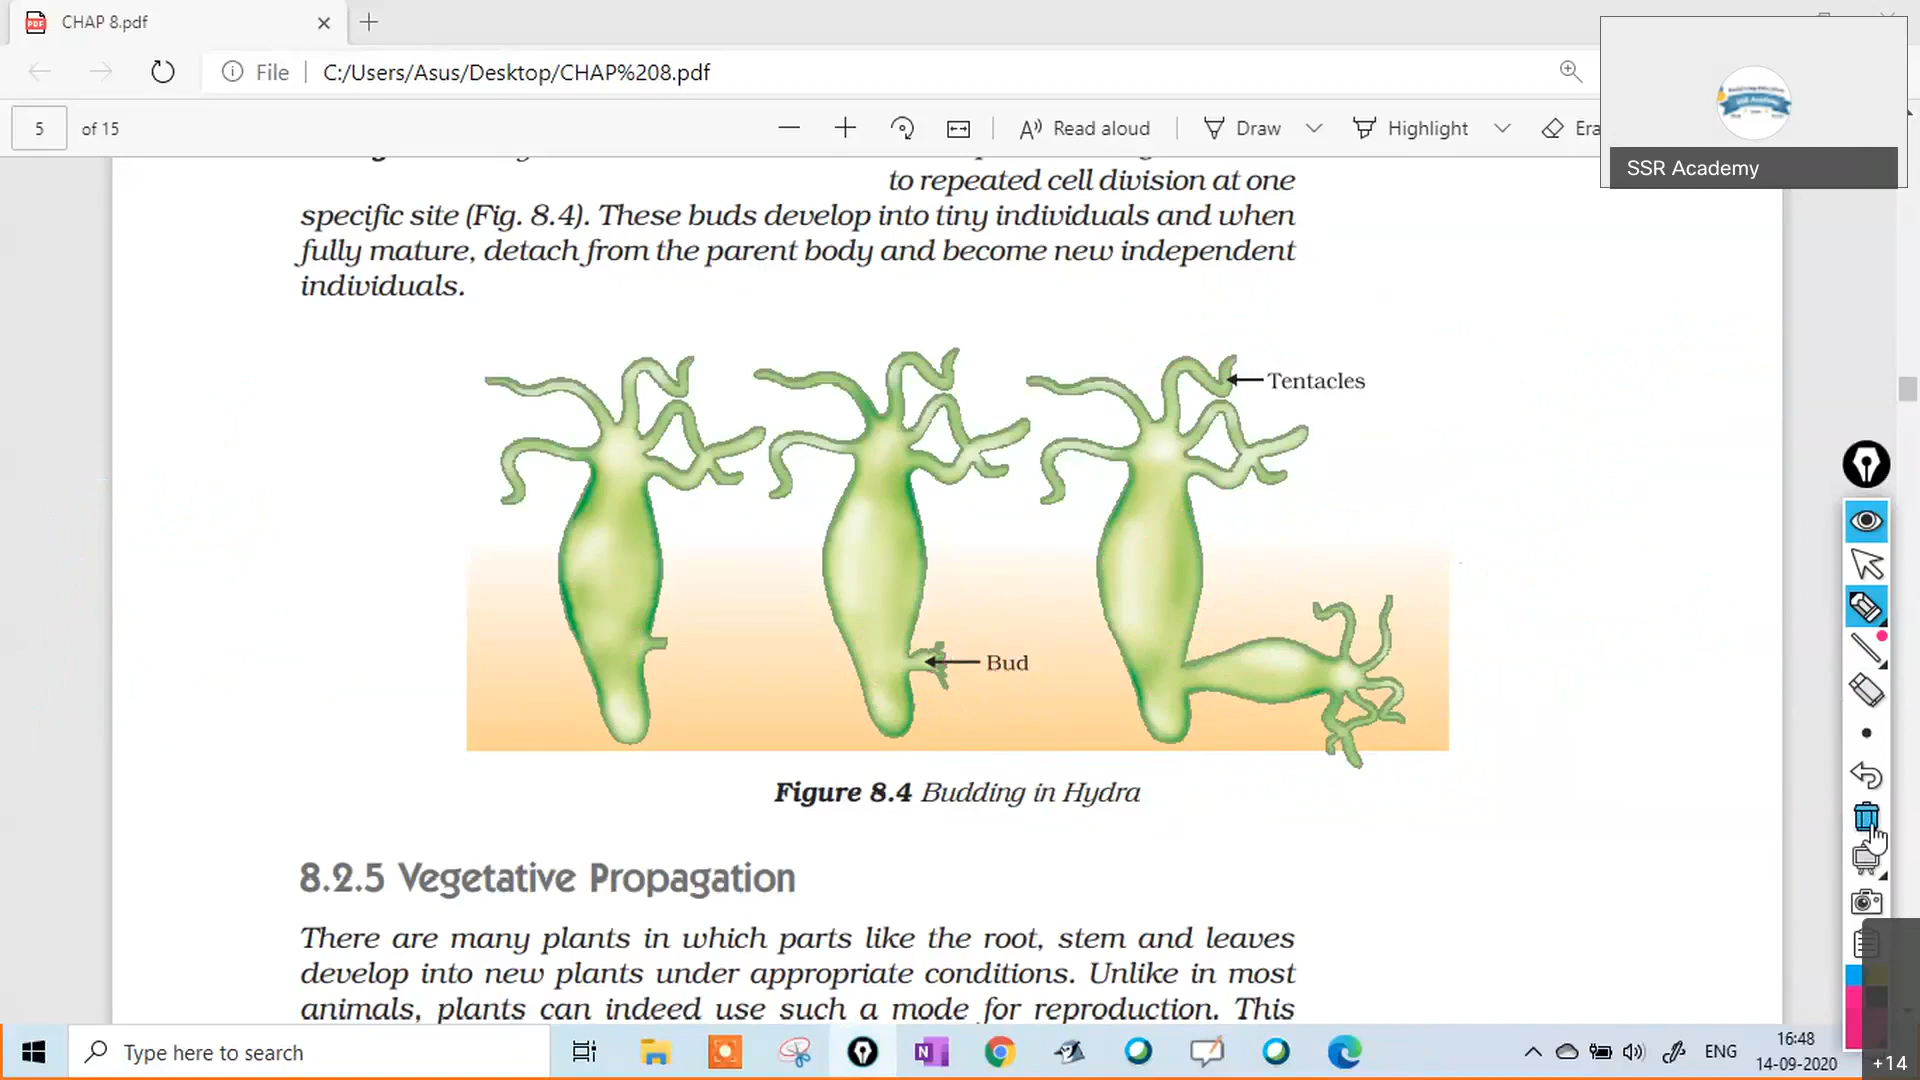 CHAP 8.pdf
File
C:/Users/Asus/Desktop/CHAP%208.pdf
5 of 15
Read aloud
Draw
Highlight
Era
SSR Academy
to repeated cell division at one
specific site (Fig. 8.4). These buds develop into tiny individuals and when
fully mature, detach from the parent body and become new independent
individuals.
Tentacles
Bud
Figure 8.4 Budding in Hydra
8.2.5 Vegetative Propagation
There are many plants in which parts like the root, stem and leaves
develop into new plants under appropriate conditions. Unlike in most
animals, plants can indeed use such a mode for reproduction. This
Type here to search
ENG
16:48
14-09-2020
+14